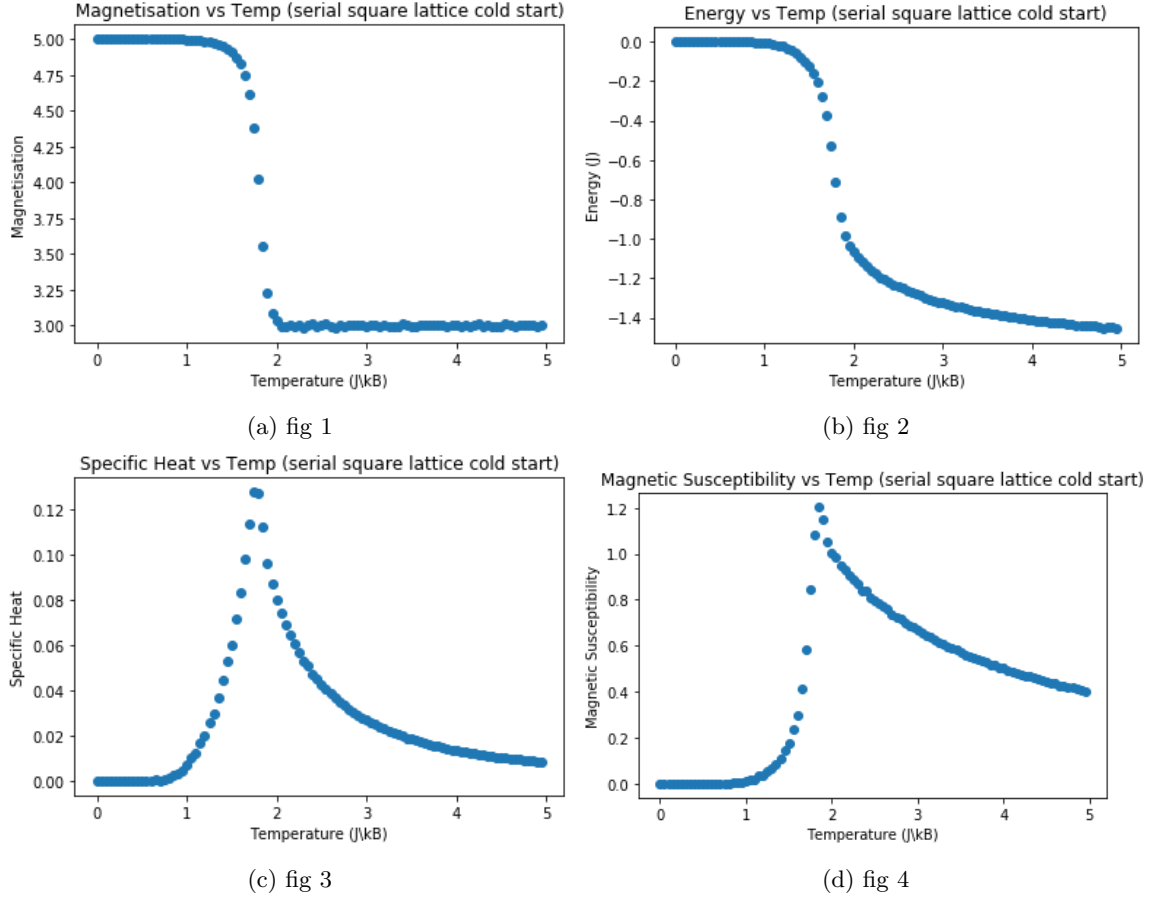 Magnetisation vs Temp (serial square lattice cold start)
5.00
4.75
4.50
4.25
4.00
3.75
3.50
3.25
3.00
Magnetisation
0 1 2 3 4 5
Temperature (J\kB)
(a) fig 1
Energy vs Temp (serial square lattice cold start)
0.0
−0.2
−0.4
−0.6
−0.8
−1.0
−1.2
−1.4
Energy (J)
0 1 2 3 4 5
Temperature (J\kB)
(b) fig 2
Specific Heat vs Temp (serial square lattice cold start)
0.12
0.10
0.08
0.06
0.04
0.02
0.00
Specific Heat
0 1 2 3 4 5
Temperature (J\kB)
(c) fig 3
Magnetic Susceptibility vs Temp (serial square lattice cold start)
1.2
1.0
0.8
0.6
0.4
0.2
0.0
Magnetic Susceptibility
0 1 2 3 4 5
Temperature (J\kB)
(d) fig 4